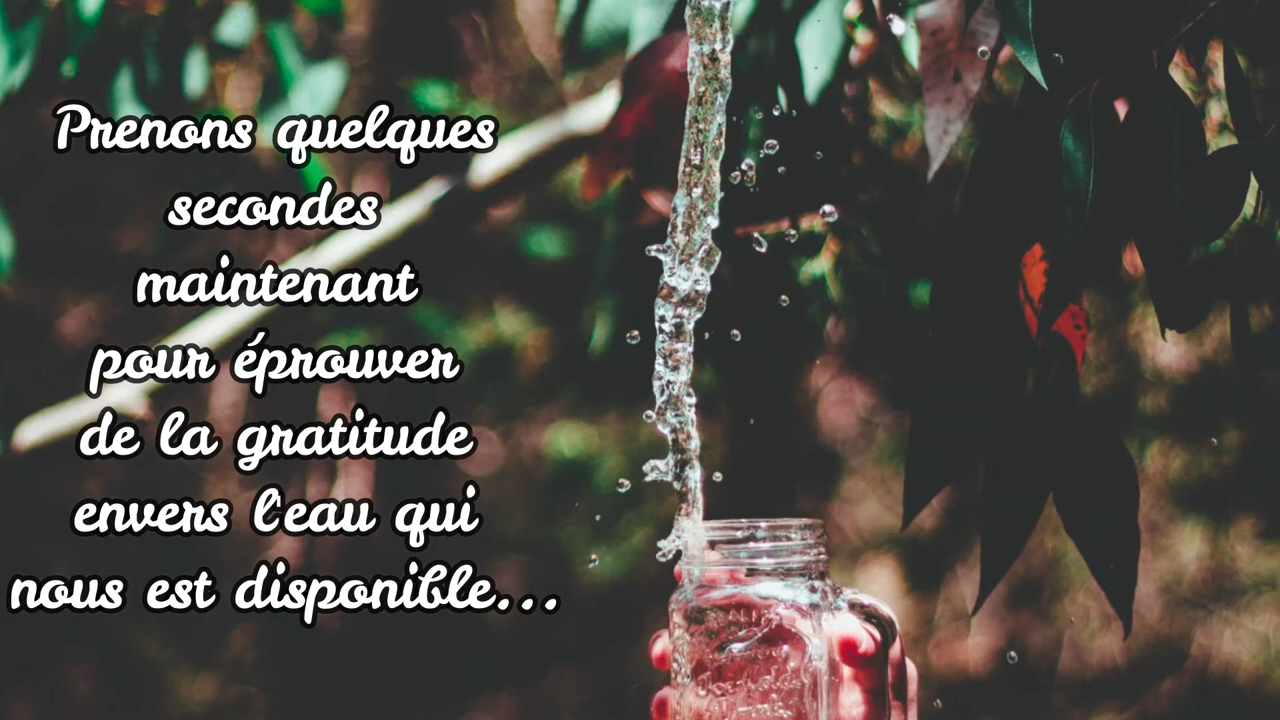 Prenons quelques
secondes
maintenant
pour éprouver
de la gratitude
envers l'eau qui
nous est disponible...